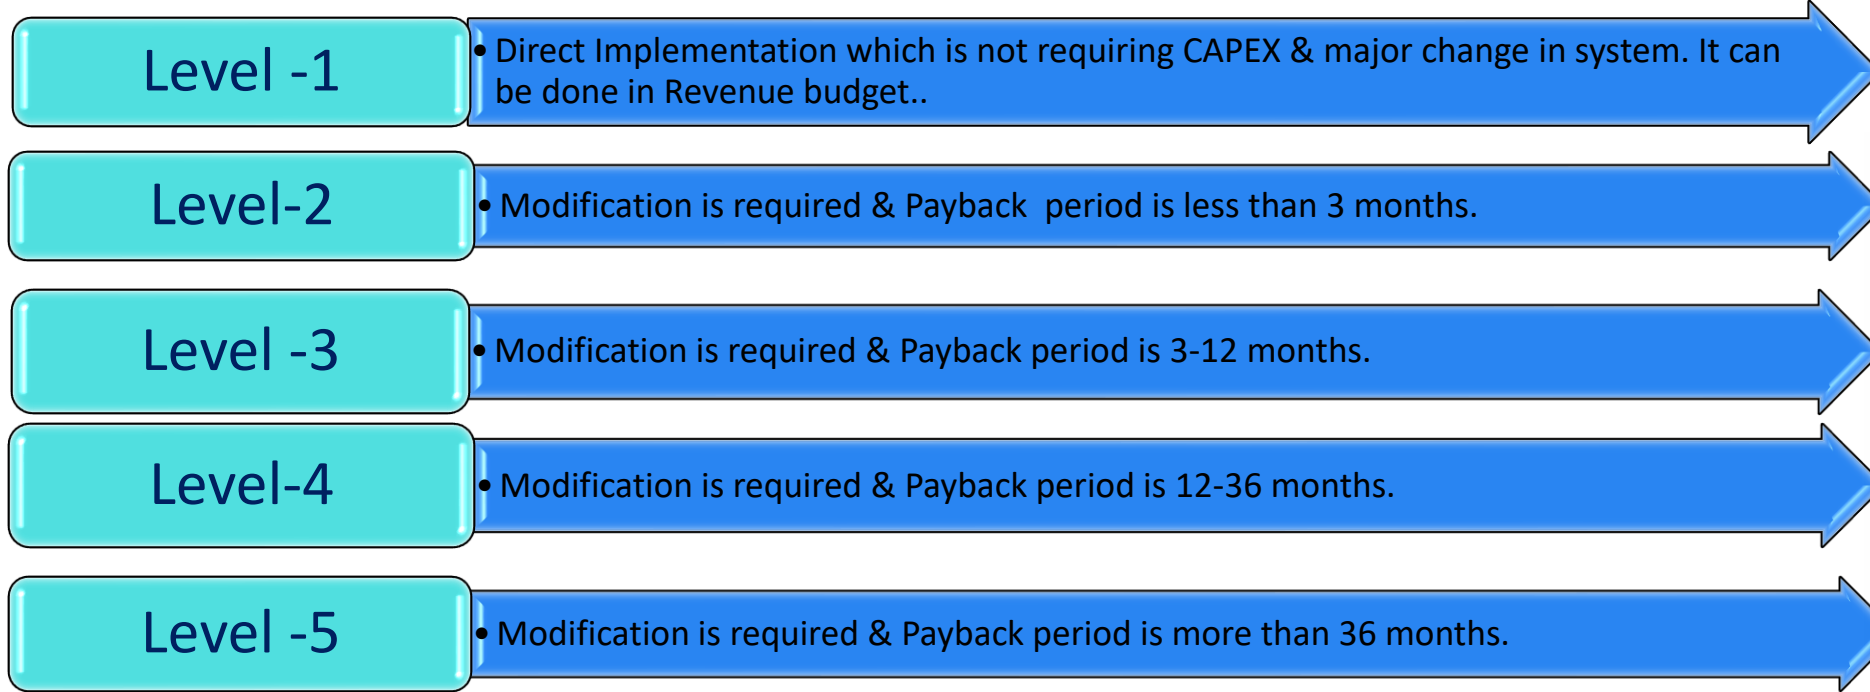 Level -1
• Direct Implementation which is not requiring CAPEX & major change in system. It can
be done in Revenue budget..
Level-2
• Modification is required & Payback  period is less than 3 months.
Level -3
• Modification is required & Payback period is 3-12 months.
Level-4
• Modification is required & Payback period is 12-36 months.
Level -5
• Modification is required & Payback period is more than 36 months.